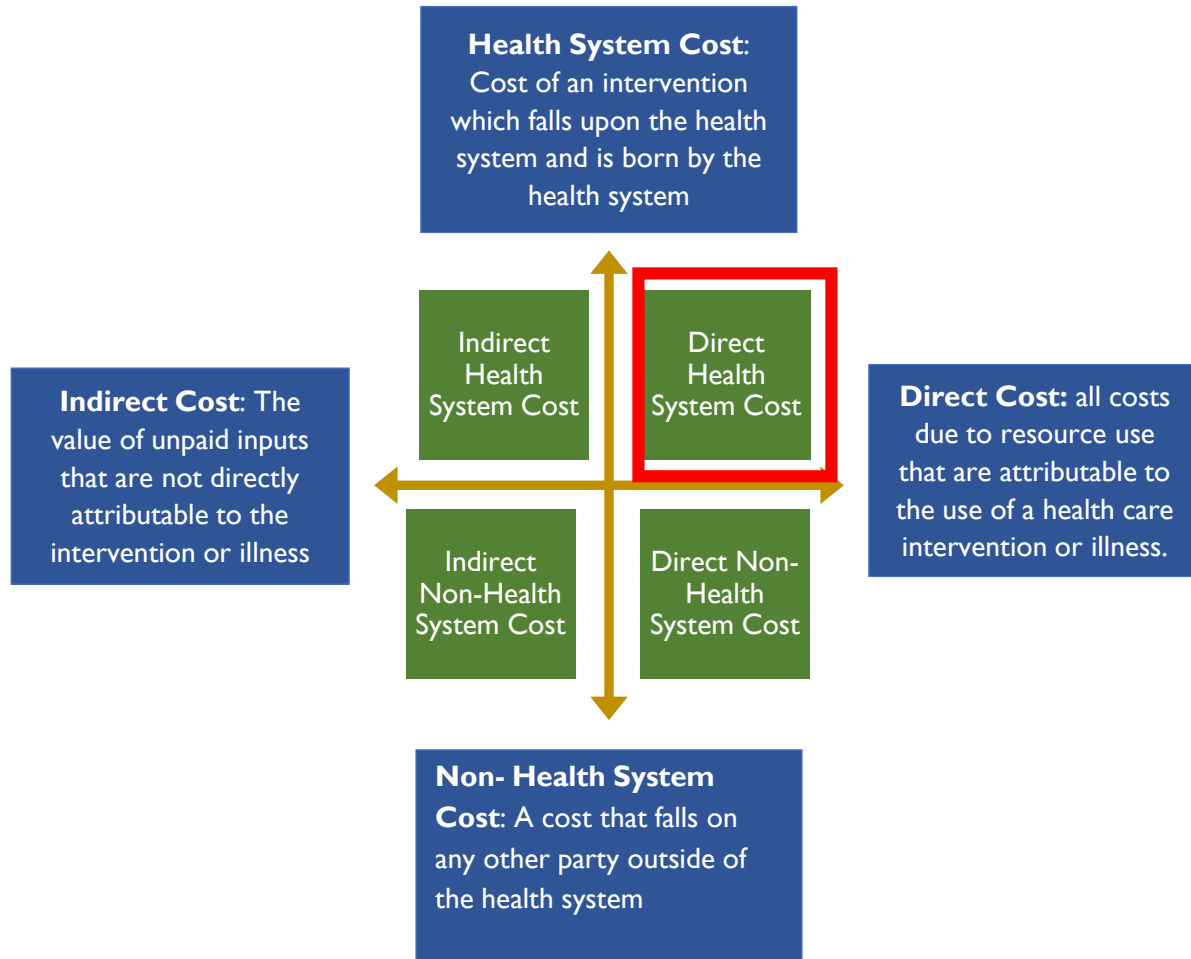 Health System Cost:
Cost of an intervention
which falls upon the health
system and is born by the
health system
Indirect
Health
System Cost
Direct
Health
System Cost
Indirect Cost: The
value of unpaid inputs
that are not directly
attributable to the
intervention or illness
Direct Cost: all costs
due to resource use
that are attributable to
the use of a health care
intervention or illness.
Indirect
Non-Health
System Cost
Direct Non-
Health
System Cost
Non- Health System
Cost: A cost that falls on
any other party outside of
the health system